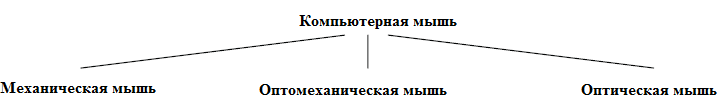 Компьютерная мышь
Механическая мышь
Оптомеханическая мышь
Оптическая мышь